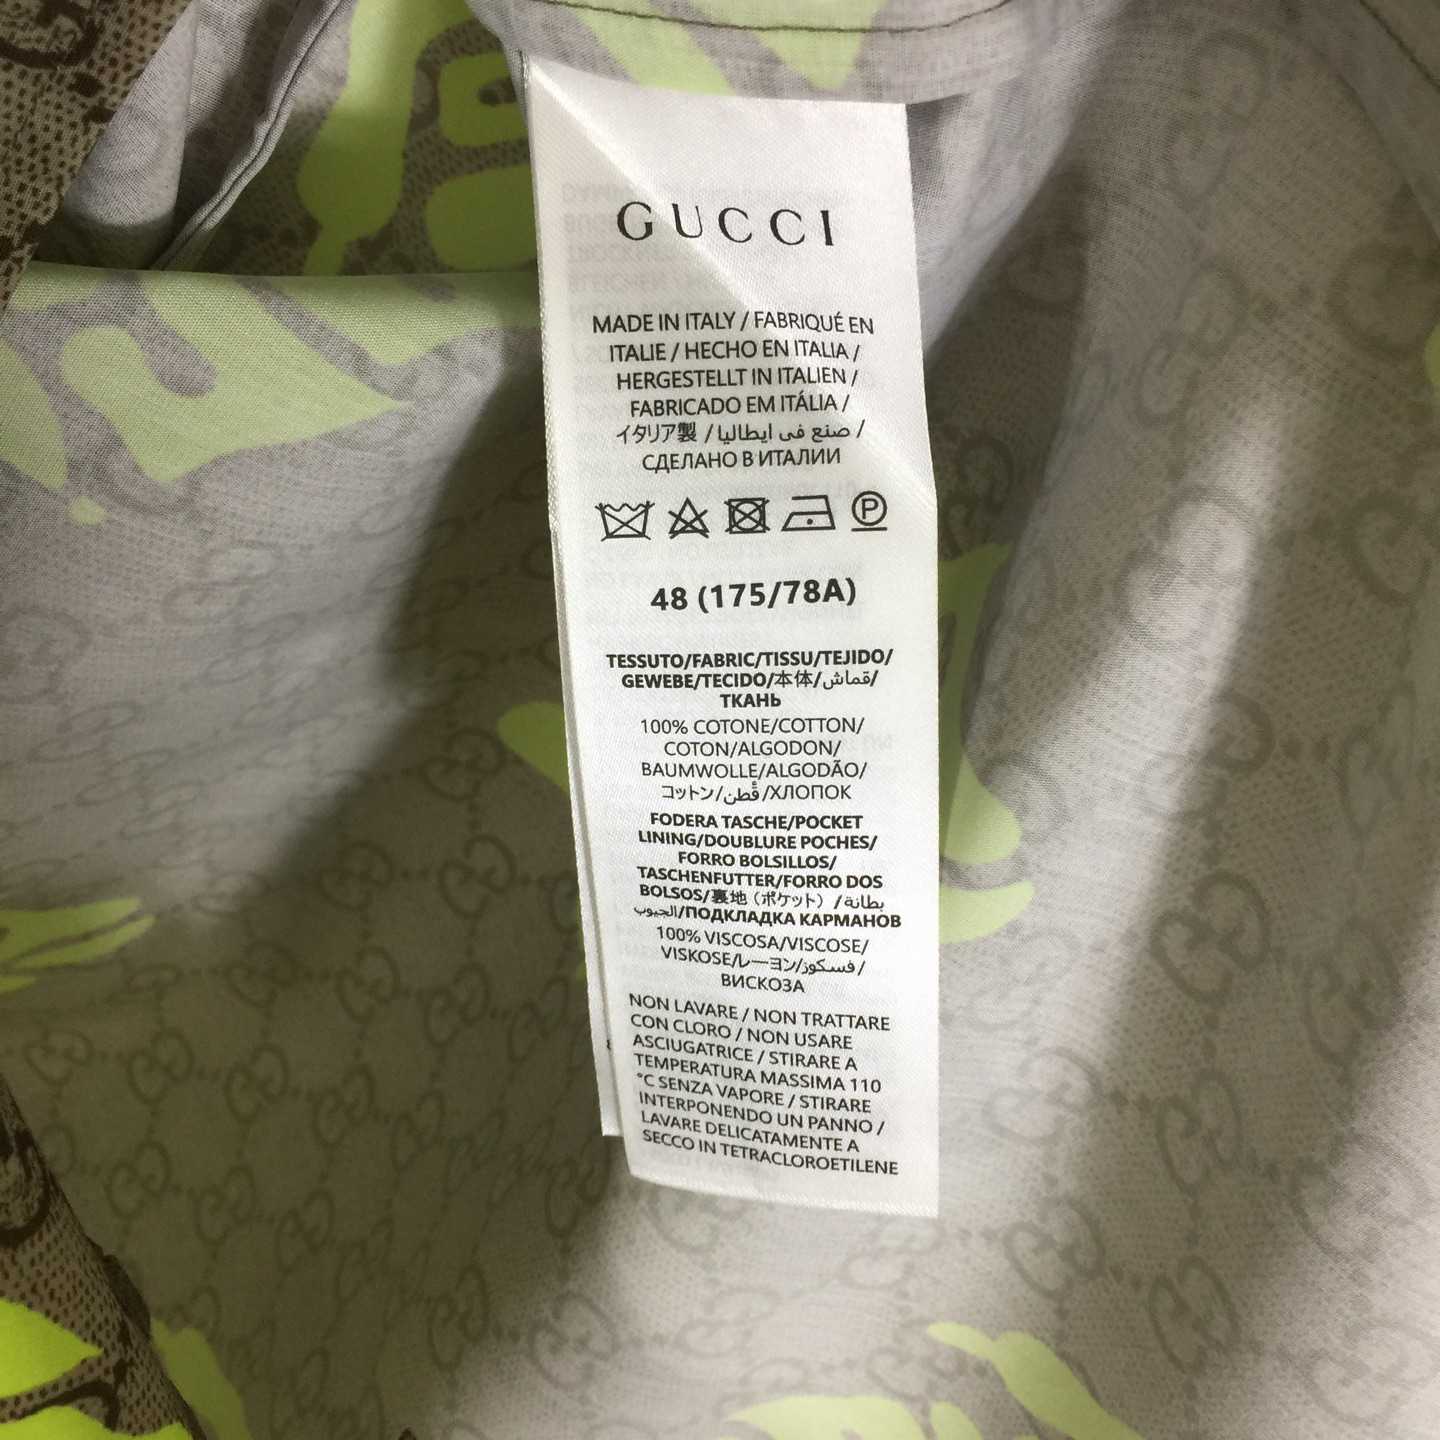 GUCCI
MADE IN ITALY / FABRIQUÉ EN
ITALIE / HECHO EN ITALIA /
HERGESTELLT IN ITALIEN /
FABRICADO EM ITÁLIA /
イタリア製 / صنع في ايطاليا /
СДЕЛАНО В ИТАЛИИ
P
48 (175/78A)
TESSUTO/FABRIC/TISSU/TEJIDO/
GEWEBE/TECIDO/本体/قماش/
ТКАНЬ
100% COTONE/COTTON/
COTON/ALGODON/
BAUMWOLLE/ALGODÃO/
コットン/قُطن/ХЛОПОК
FODERA TASCHE/POCKET
LINING/DOUBLURE POCHES/
FORRO BOLSILLOS/
TASCHENFUTTER/FORRO DOS
BOLSOS/裏地（ポケット）/بطانة
الجيوب/ПОДКЛАДКА КАРМАНОВ
100% VISCOSA/VISCOSE/
VISKOSE/レーヨン/فسكوز/
ВИСКОЗА
NON LAVARE / NON TRATTARE
CON CLORO / NON USARE
ASCIUGATRICE / STIRARE A
TEMPERATURA MASSIMA 110
°C SENZA VAPORE / STIRARE
INTERPONENDO UN PANNO /
LAVARE DELICATAMENTE A
SECCO IN TETRACLOROETILENE